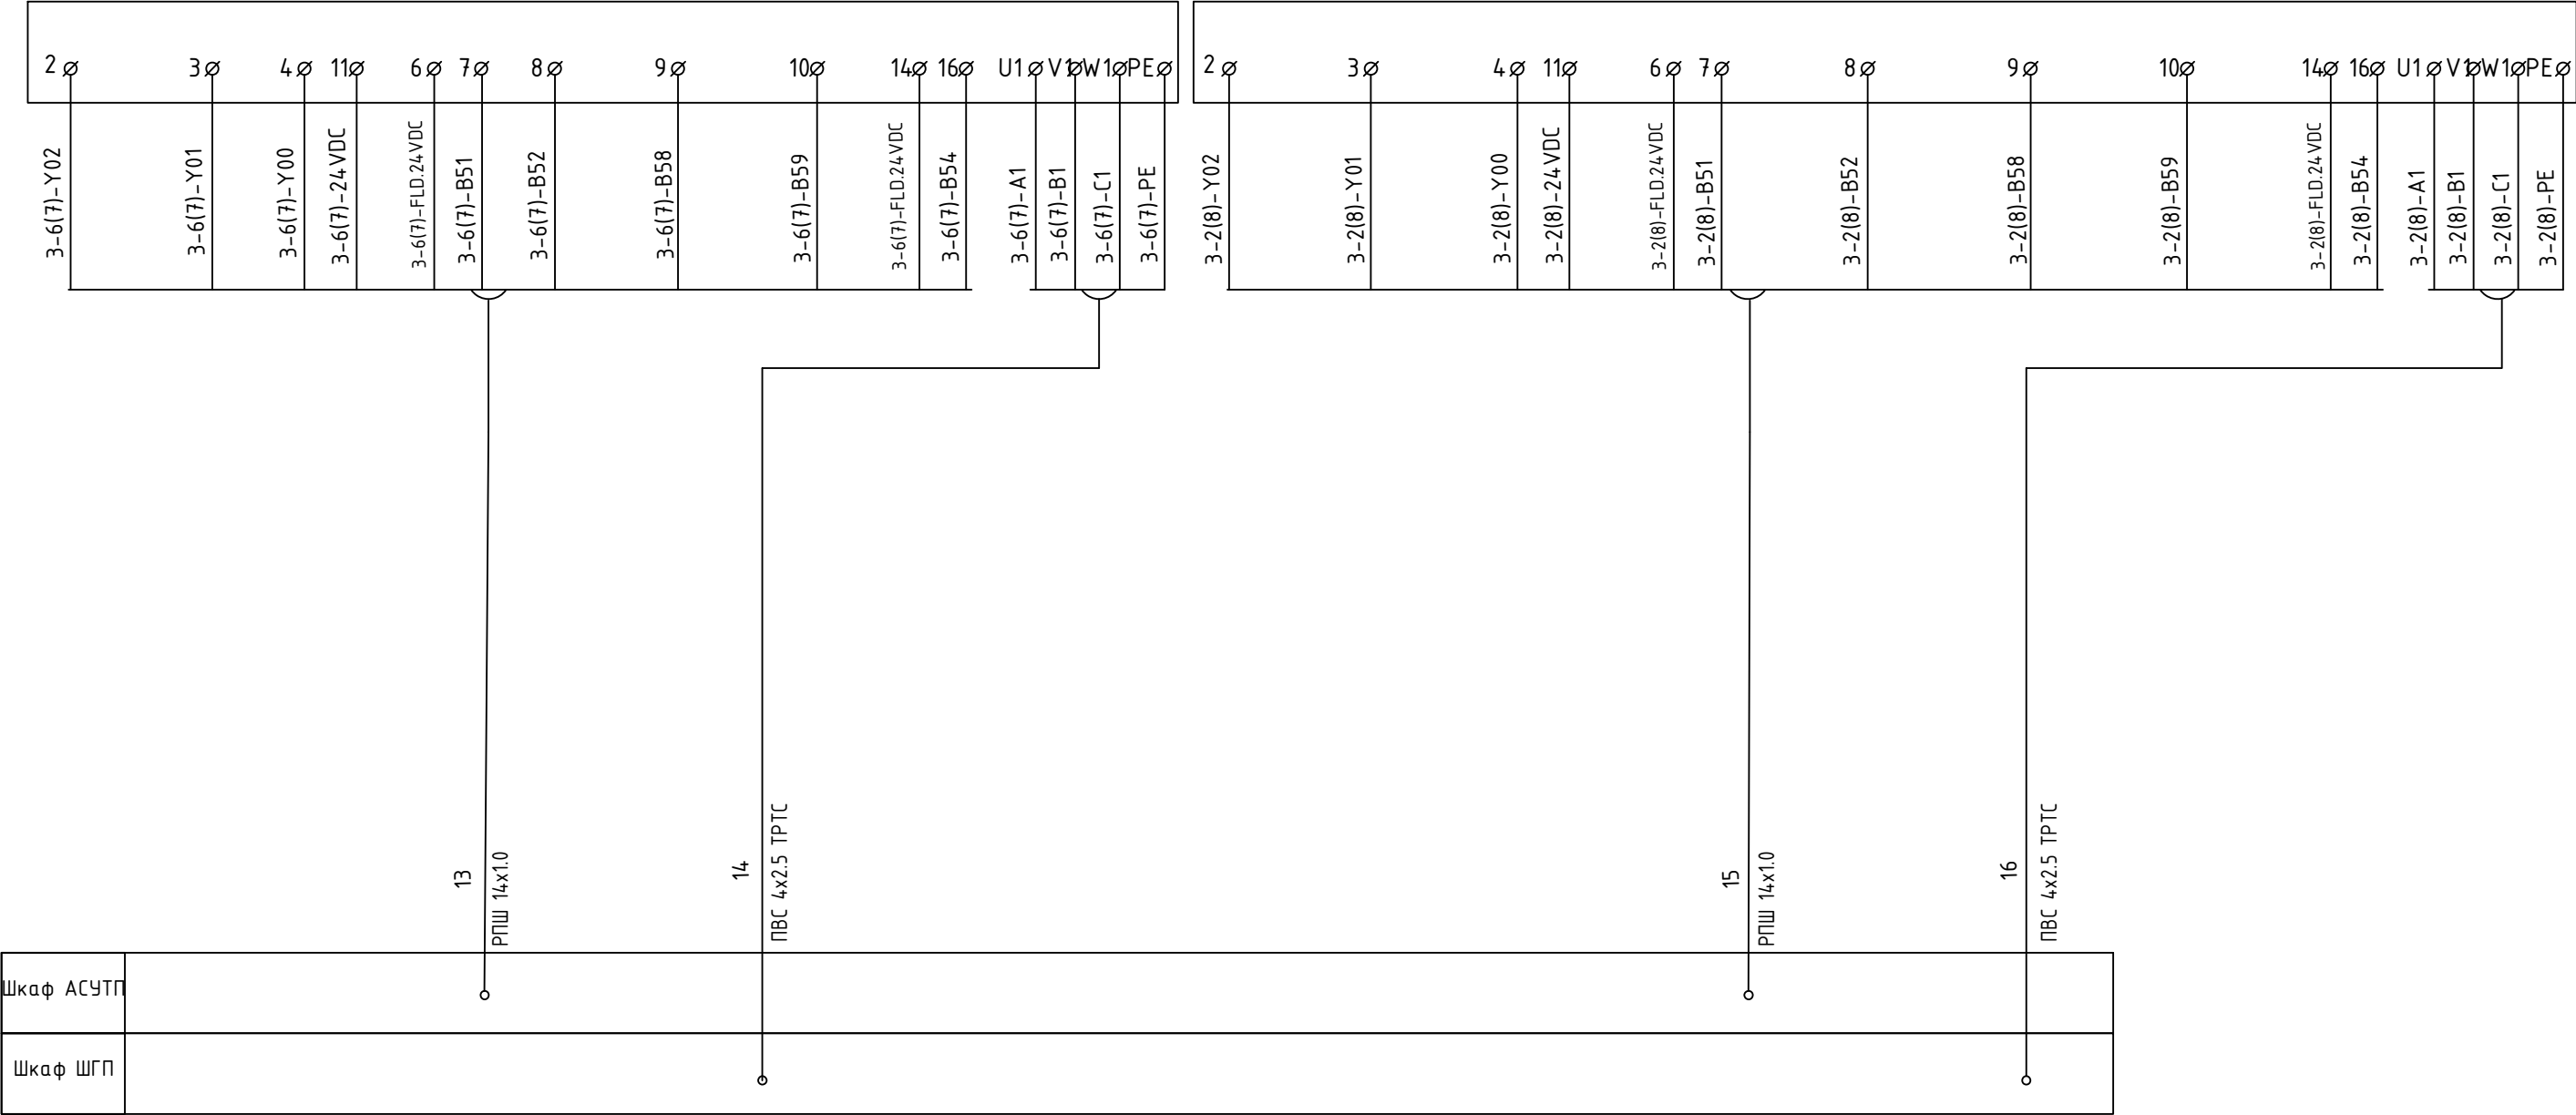 2 3 4 11 6 7 8 9 10 14 16 U1 V1 W1 PE
2 3 4 11 6 7 8 9 10 14 16 U1 V1 W1 PE
3-6(7)-Y02
3-6(7)-Y01
3-6(7)-Y00
3-6(7)-24VDC
3-6(7)-FLD.24VDC
3-6(7)-B51
3-6(7)-B52
3-6(7)-B58
3-6(7)-B59
3-6(7)-FLD.24VDC
3-6(7)-B54
3-6(7)-A1
3-6(7)-B1
3-6(7)-C1
3-6(7)-PE
3-2(8)-Y02
3-2(8)-Y01
3-2(8)-Y00
3-2(8)-24VDC
3-2(8)-FLD.24VDC
3-2(8)-B51
3-2(8)-B52
3-2(8)-B58
3-2(8)-B59
3-2(8)-FLD.24VDC
3-2(8)-B54
3-2(8)-A1
3-2(8)-B1
3-2(8)-C1
3-2(8)-PE
13
РПШ 14х1.0
14
ПВС 4х2.5 ТРТС
15
РПШ 14х1.0
16
ПВС 4х2.5 ТРТС
Шкаф АСУТП
Шкаф ШГП